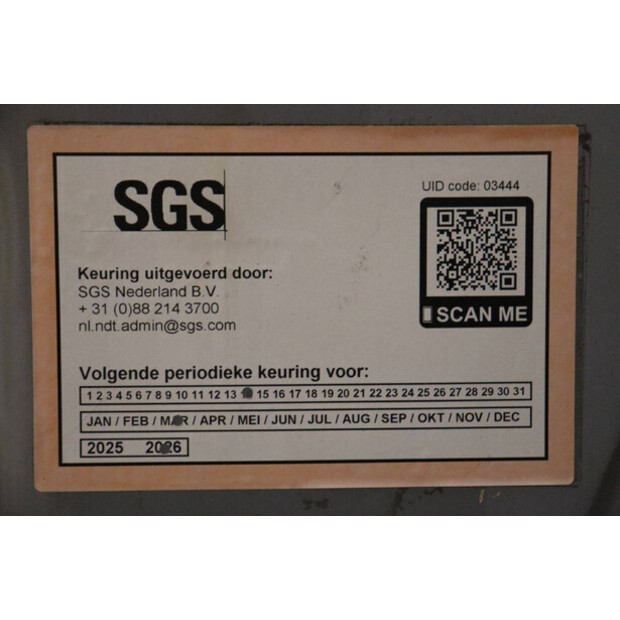 SGS
UID code: 03444
SCAN ME
Keuring uitgevoerd door:
SGS Nederland B.V.
+ 31 (0)88 214 3700
nl.ndt.admin@sgs.com
Volgende periodieke keuring voor:
1 2 3 4 5 6 7 8 9 10 11 12 13 15 16 17 18 19 20 21 22 23 24 25 26 27 28 29 30 31
JAN / FEB / MAR / APR / MEI / JUN / JUL / AUG / SEP / OKT / NOV / DEC
2025 2026